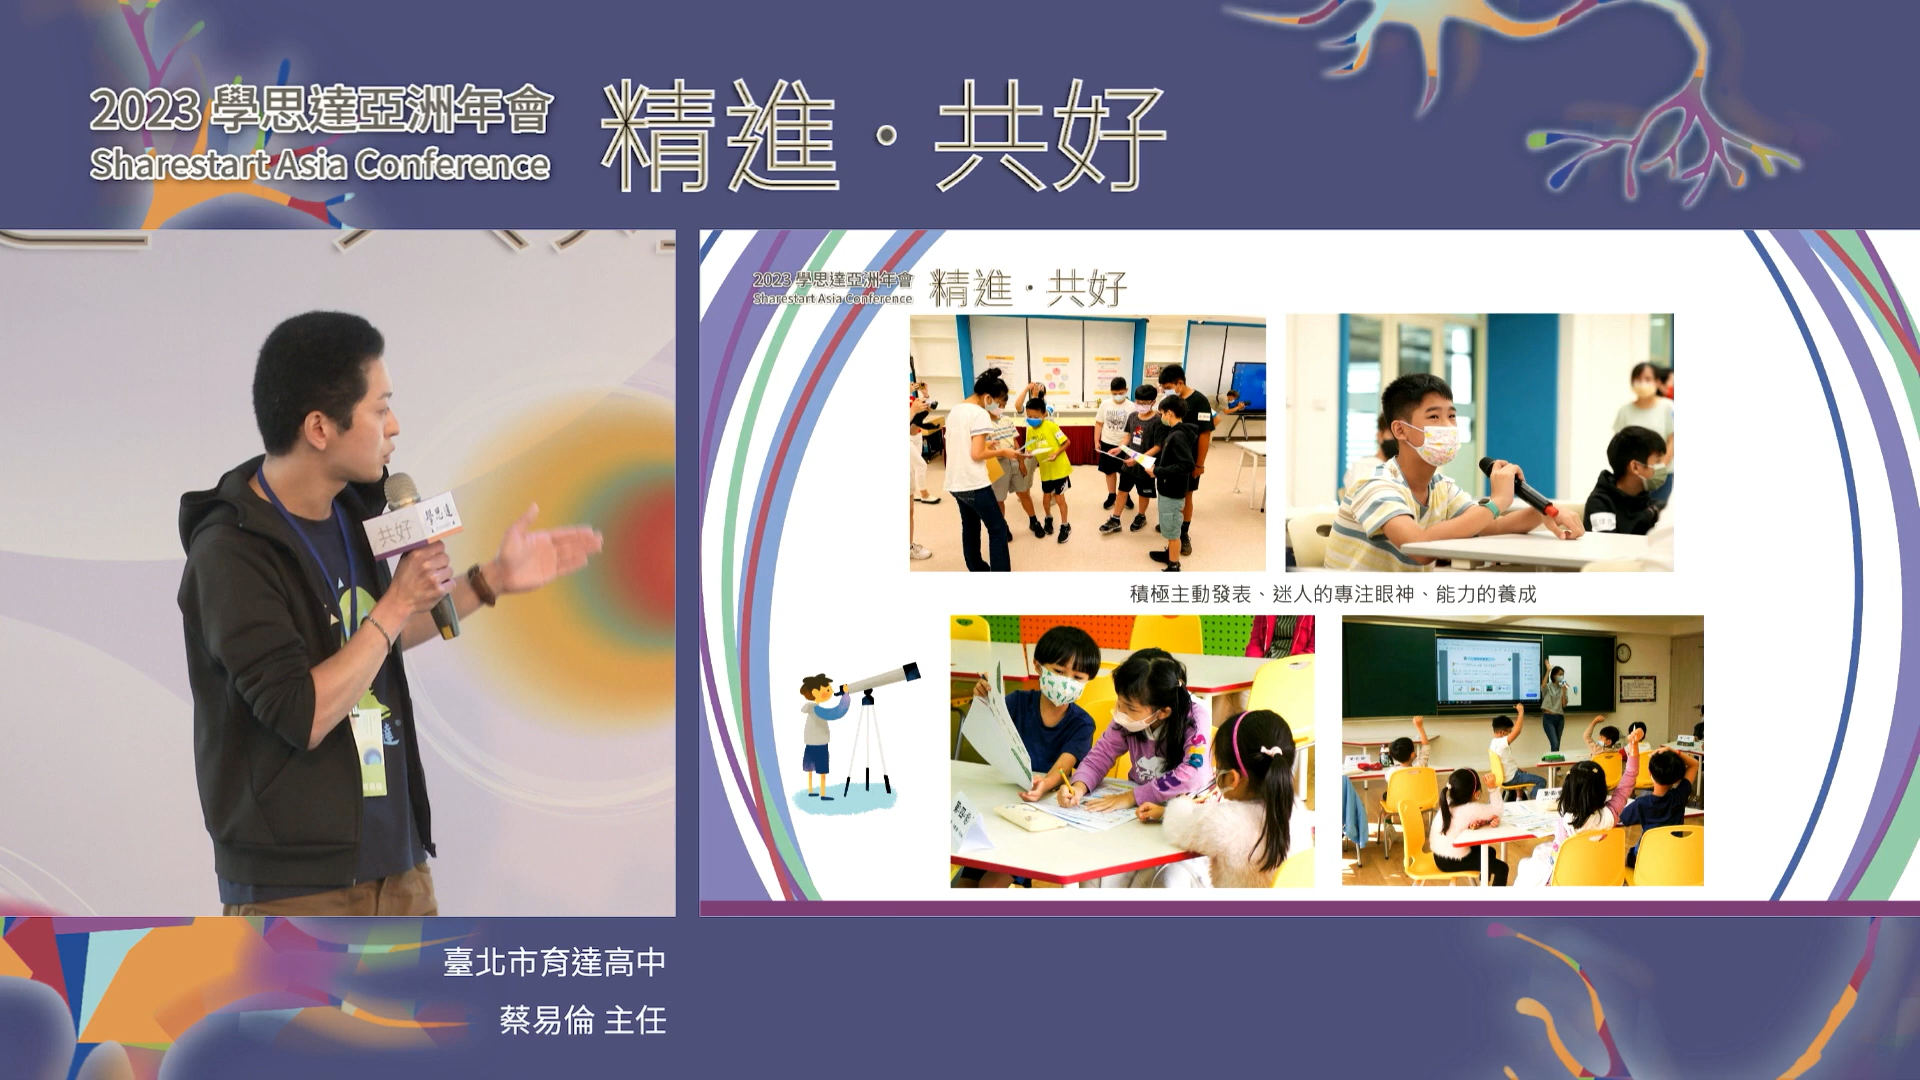 2023 學思達亞洲年會
Sharestart Asia Conference
精進·共好
共好
學思達
2023 學思達亞洲年會
Sharestart Asia Conference
精進·共好
積極主動發表、迷人的專注眼神、能力的養成
臺北市育達高中
蔡易倫 主任